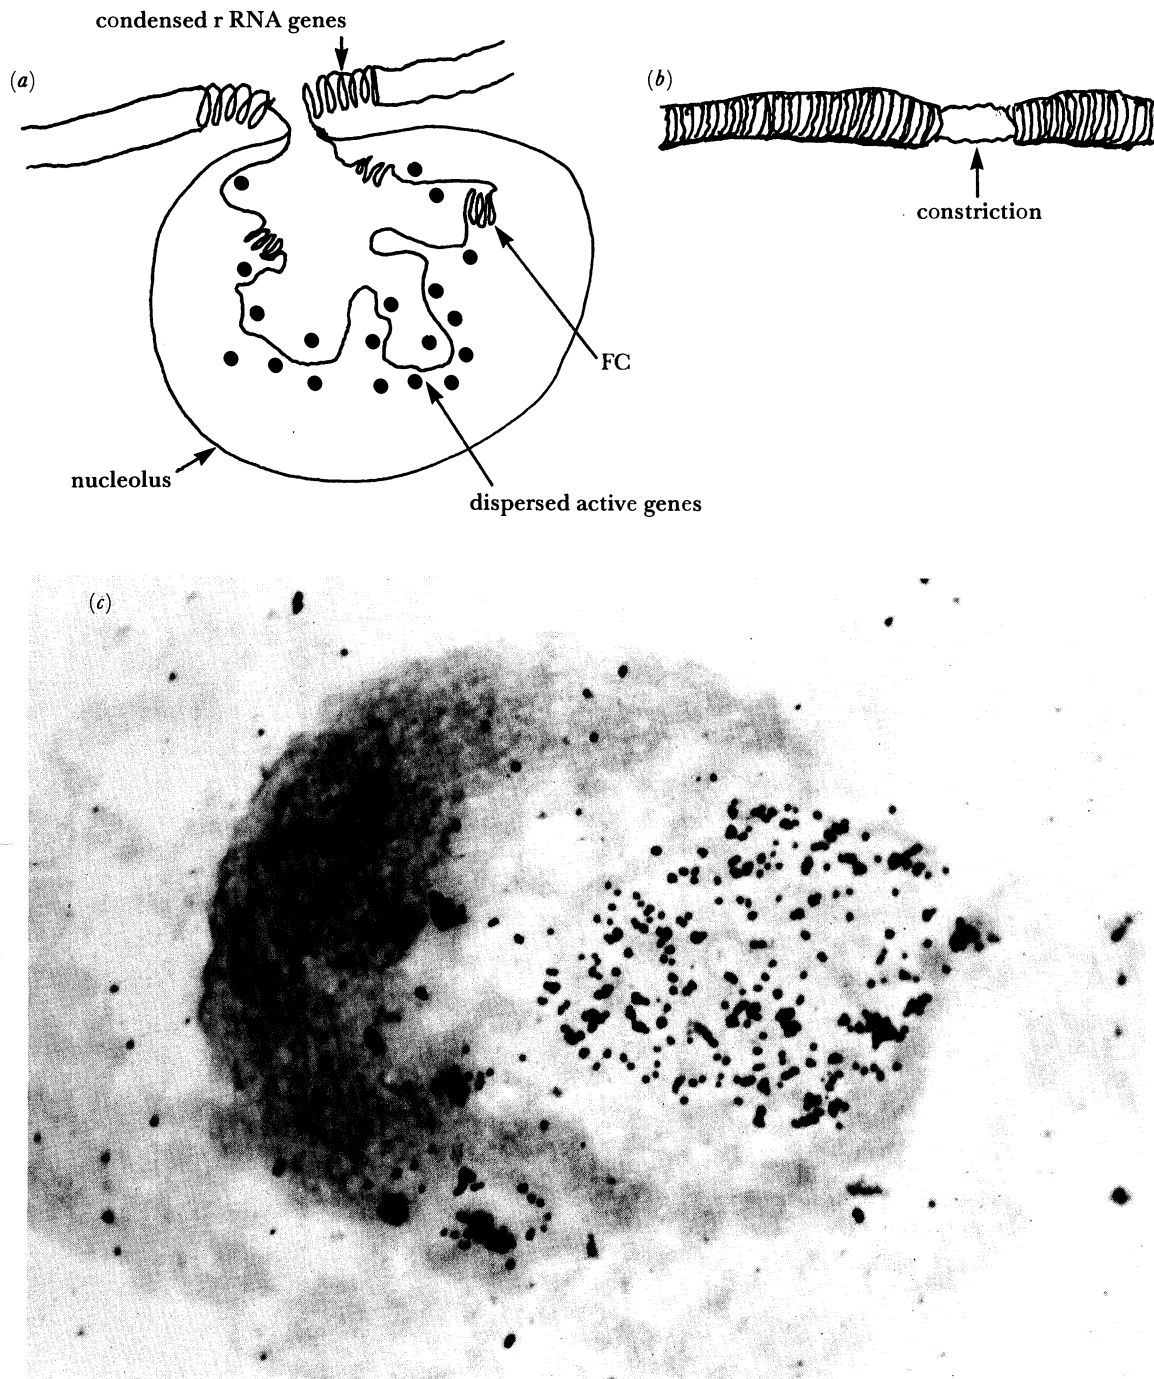 condensed r RNA genes
(a)
(b)
constriction
FC
nucleolus
dispersed active genes
(c)